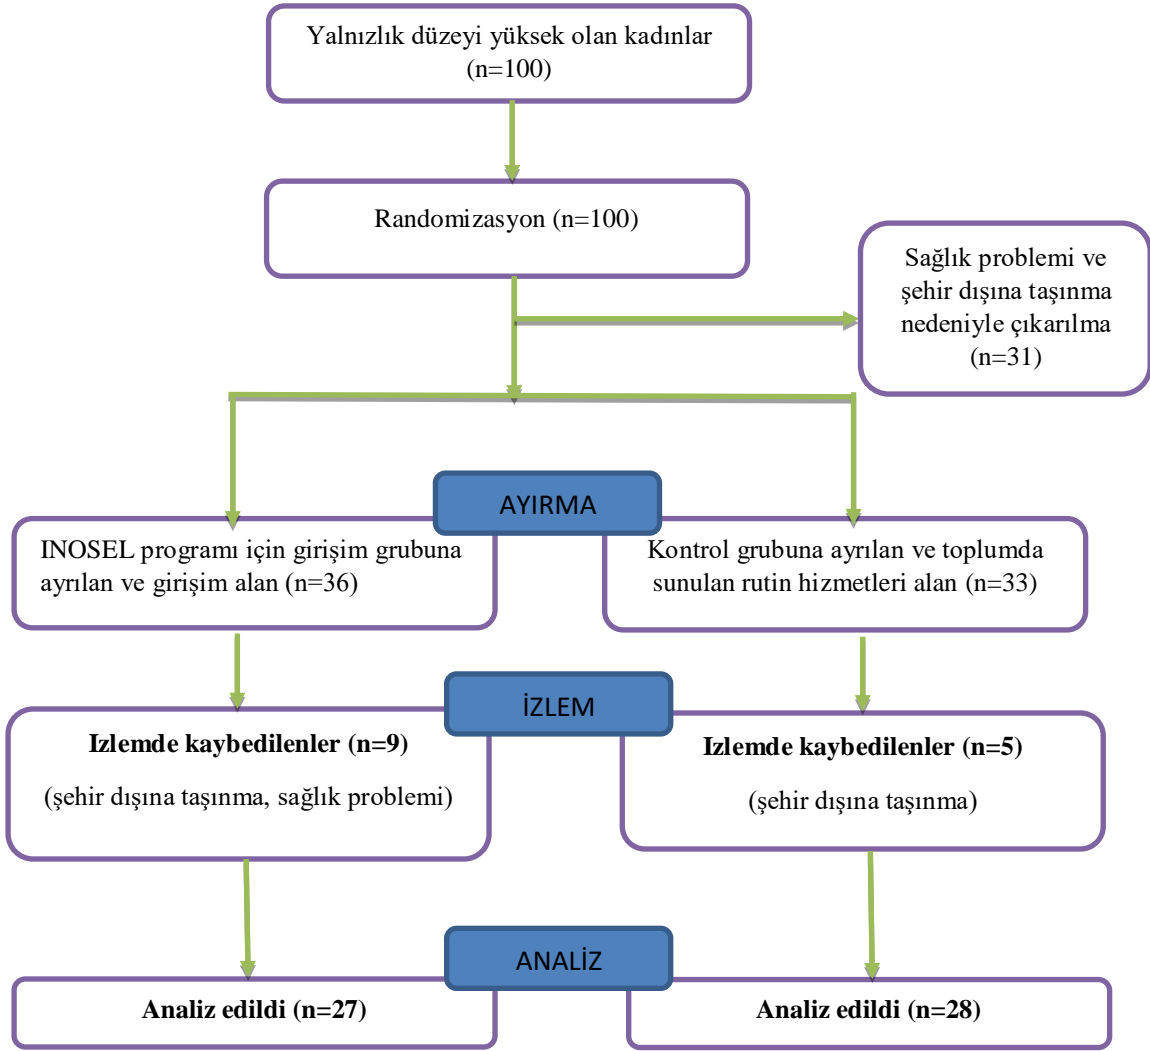 Yalnızlık düzeyi yüksek olan kadınlar
(n=100)
Randomizasyon (n=100)
Sağlık problemi ve
şehir dışına taşınma
nedeniyle çıkarılma
(n=31)
AYIRMA
INOSEL programı için girişim grubuna
ayrılan ve girişim alan (n=36)
Kontrol grubuna ayrılan ve toplumda
sunulan rutin hizmetleri alan (n=33)
İZLEM
Izlemde kaybedilenler (n=9)
(şehir dışına taşınma, sağlık problemi)
Izlemde kaybedilenler (n=5)
(şehir dışına taşınma)
ANALİZ
Analiz edildi (n=27)
Analiz edildi (n=28)